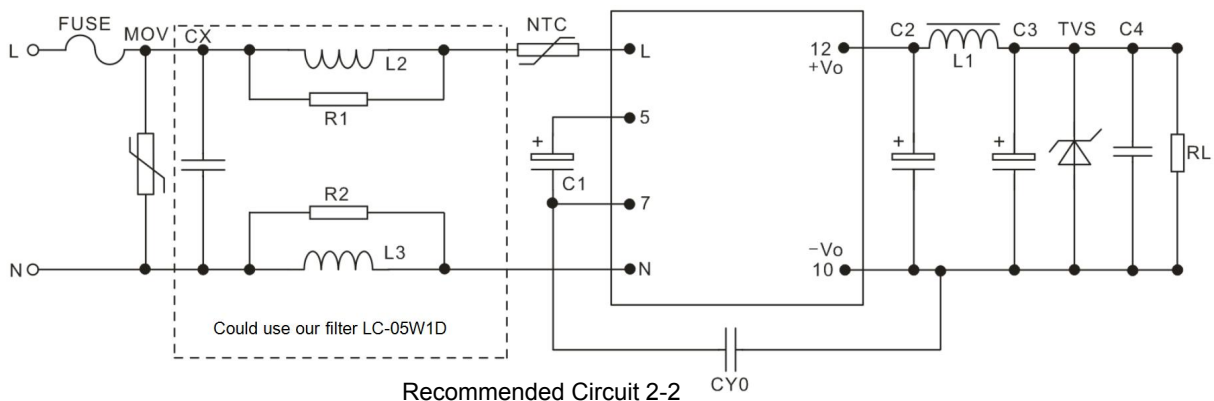 FUSE
MOV
CX
NTC
L
L2
R1
L
5
C1
7
R2
L3
N
N
Could use our filter LC-05W1D
12
+Vo
C2
L1
C3
TVS
C4
+
+
+
RL
−Vo
10
CY0
Recommended Circuit 2-2